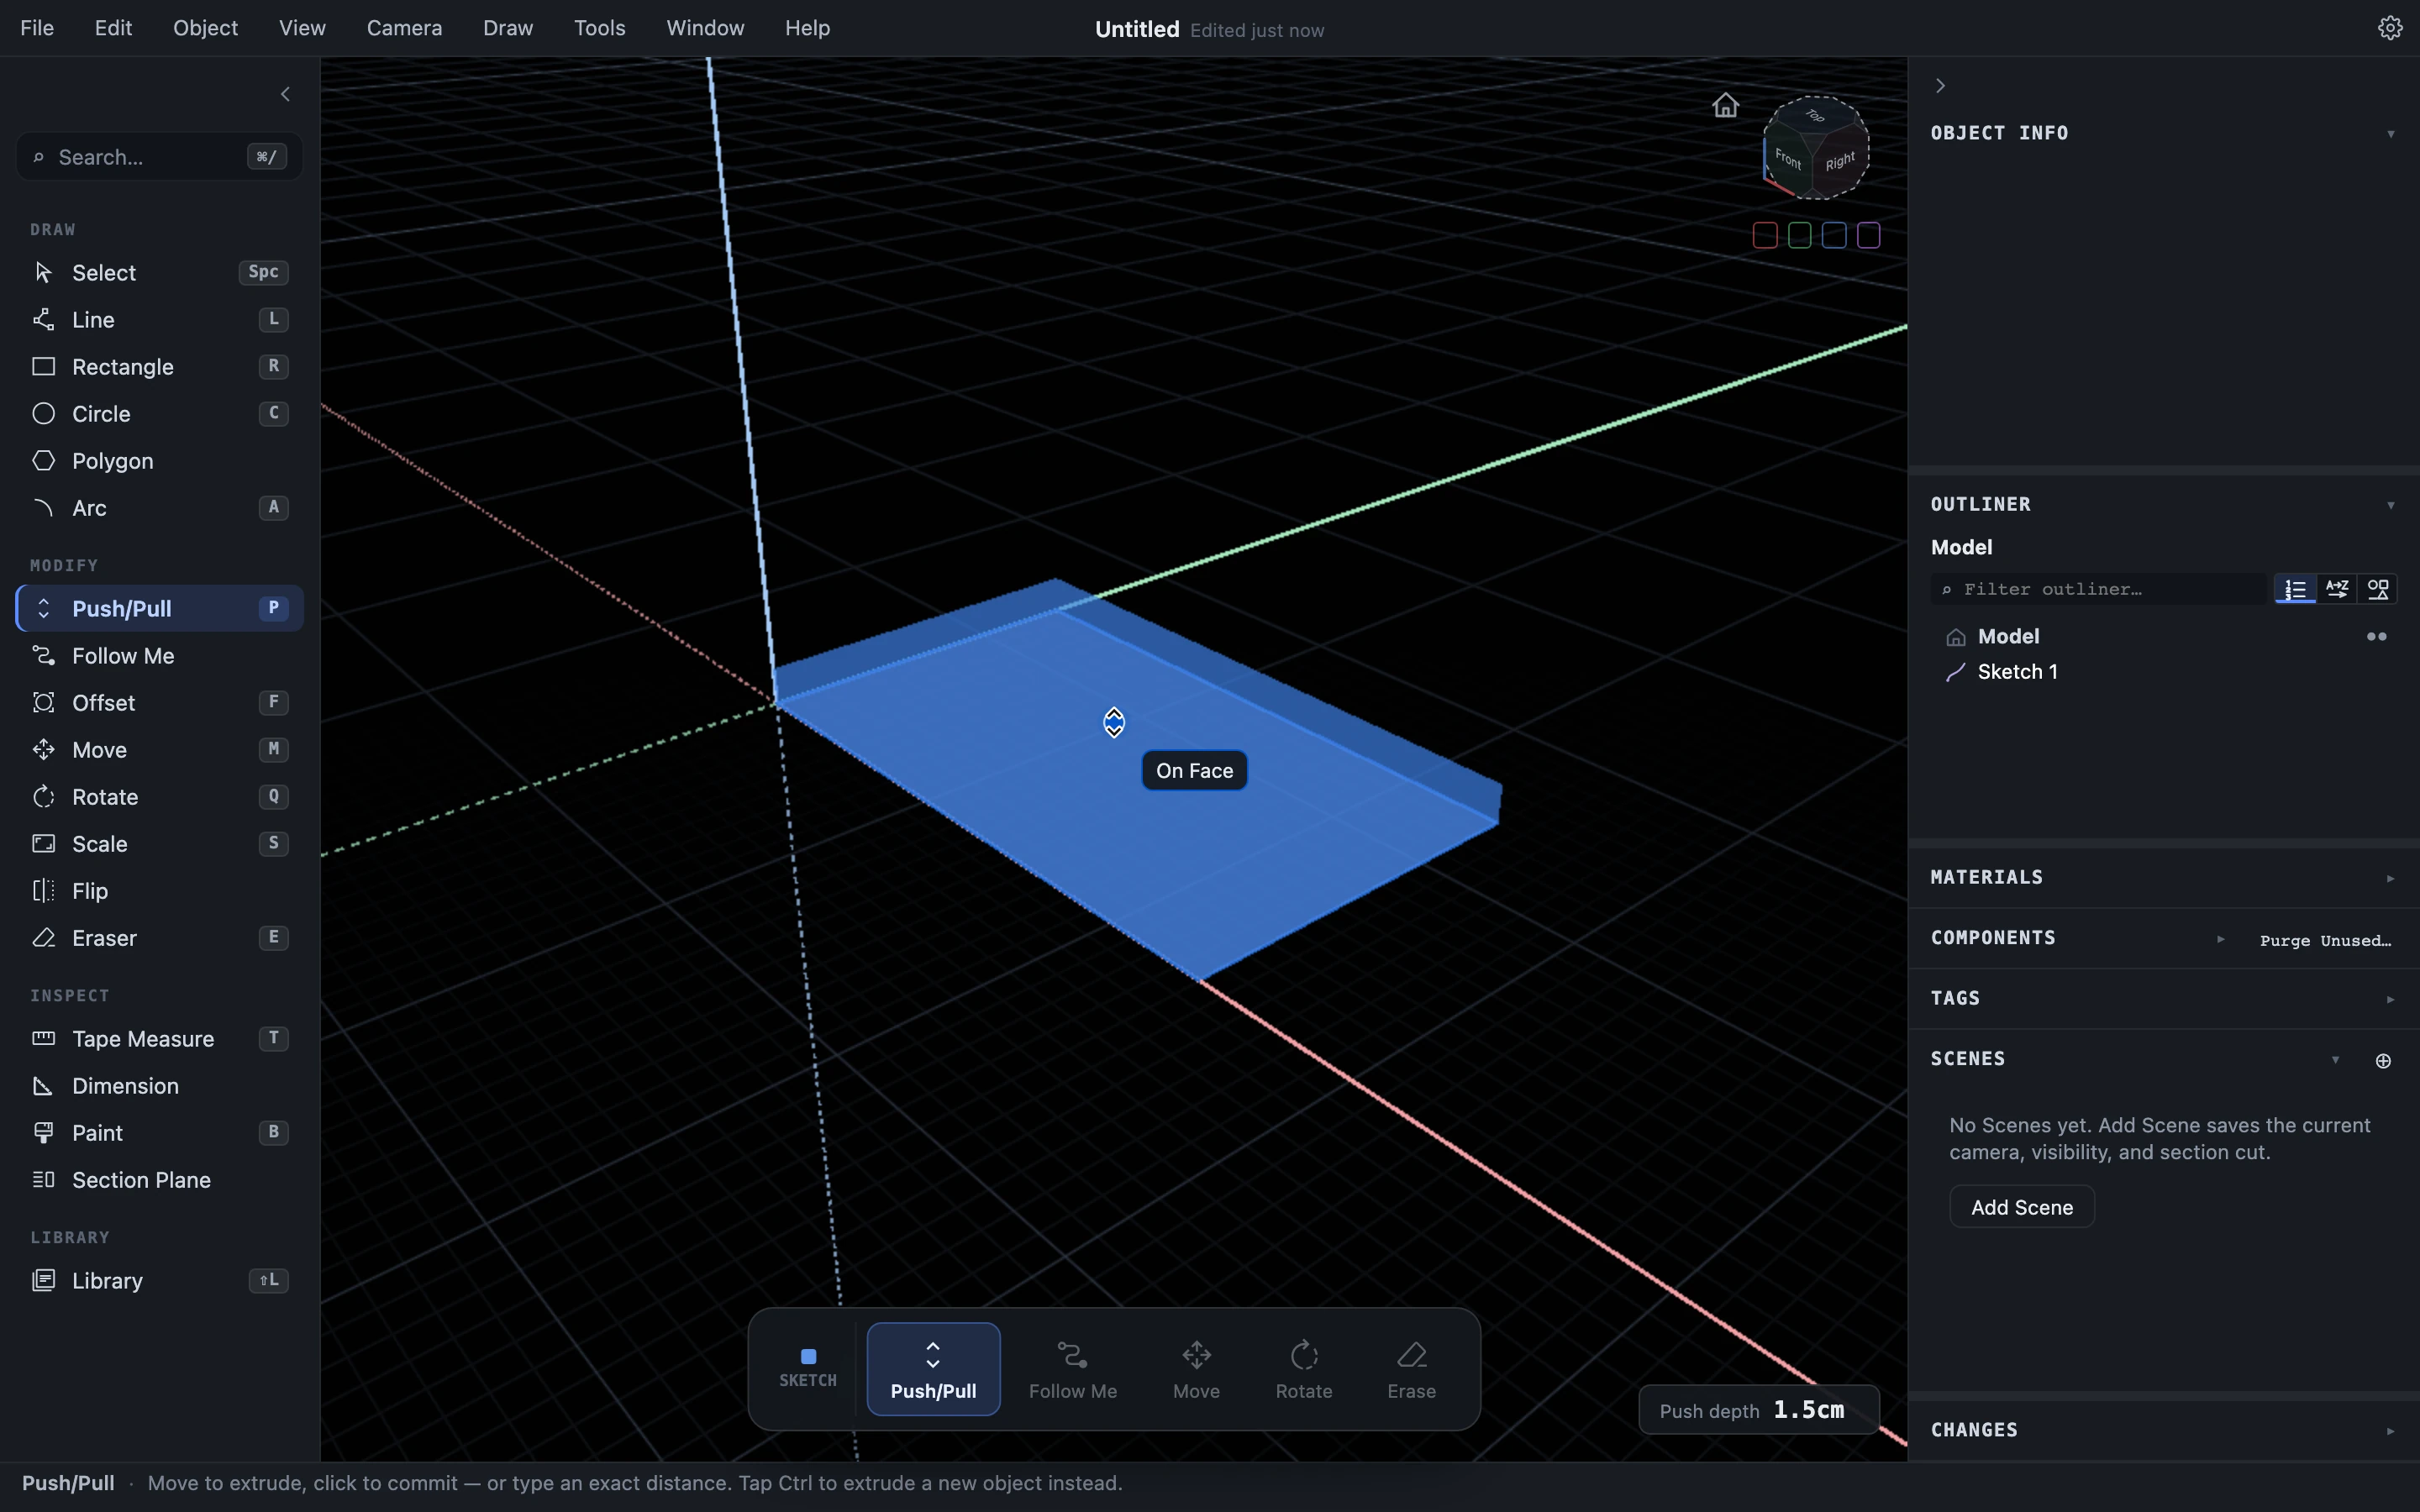 File Edit Object View Camera Draw Tools Window Help
Untitled Edited just now
Search... ⌘/
DRAW
Select Spc
Line L
Rectangle R
Circle C
Polygon
Arc A
MODIFY
Push/Pull P
Follow Me
Offset F
Move M
Rotate Q
Scale S
Flip
Eraser E
INSPECT
Tape Measure T
Dimension
Paint B
Section Plane
LIBRARY
Library ⇧L
Top
Front
Right
On Face
SKETCH
Push/Pull
Follow Me
Move
Rotate
Erase
Push depth 1.5cm
OBJECT INFO
OUTLINER
Model
Filter outliner…
A→Z
Model
Sketch 1
MATERIALS
COMPONENTS Purge Unused…
TAGS
SCENES
No Scenes yet. Add Scene saves the current
camera, visibility, and section cut.
Add Scene
CHANGES
Push/Pull · Move to extrude, click to commit — or type an exact distance. Tap Ctrl to extrude a new object instead.